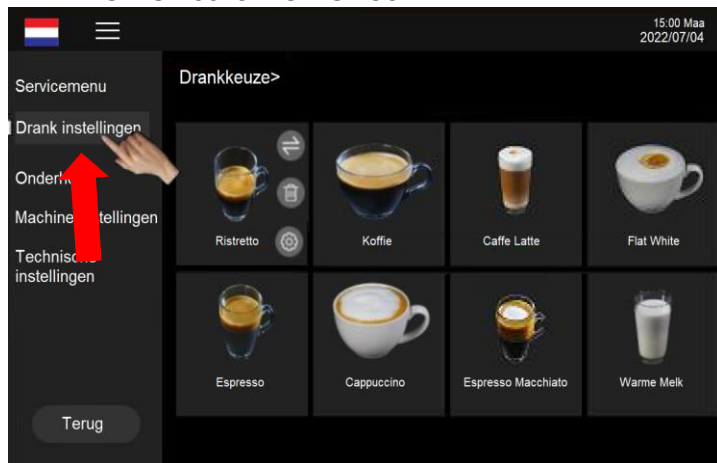 15:00 Maa
2022/07/04
Servicemenu
Drankkeuze>
Drank instellingen
Machine
Technische
instellingen
Ristretto
Koffie
Caffe Latte
Flat White
Espresso
Cappuccino
Espresso Macchiato
Warme Melk
Terug